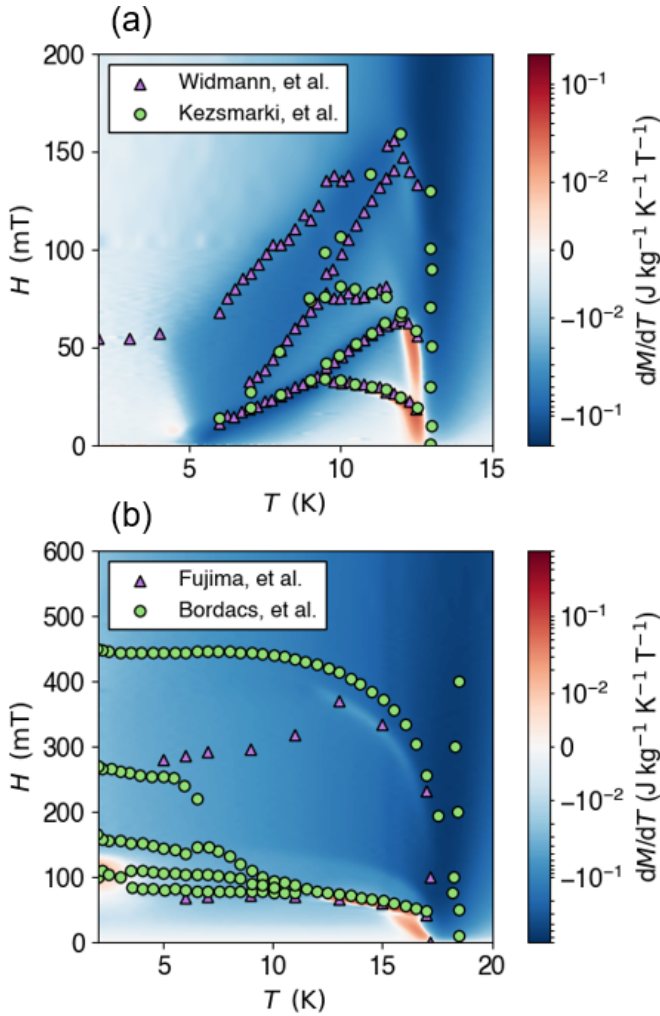 (a)
200
150
100
50
0
H (mT)
Widmann, et al.
Kezsmarki, et al.
5
10
15
T (K)
10⁻¹
10⁻²
0
−10⁻²
−10⁻¹
dM/dT (J kg⁻¹ K⁻¹ T⁻¹)
(b)
600
500
400
300
200
100
0
H (mT)
Fujima, et al.
Bordacs, et al.
5
10
15
20
T (K)
10⁻¹
10⁻²
0
−10⁻²
−10⁻¹
dM/dT (J kg⁻¹ K⁻¹ T⁻¹)